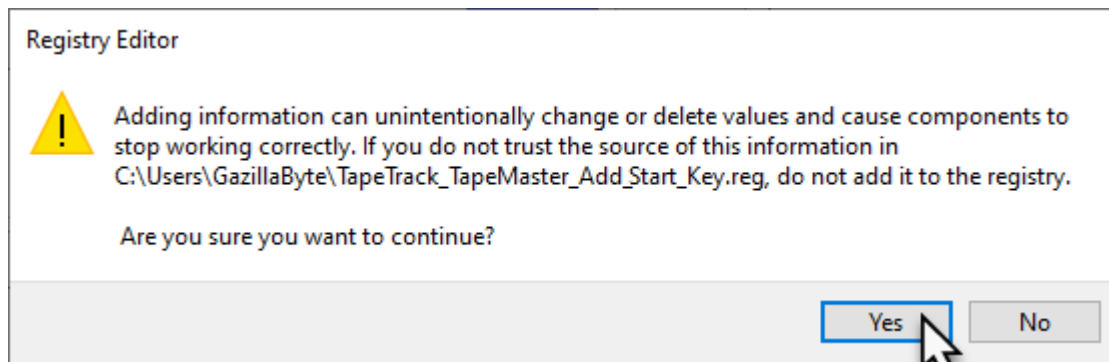 Registry Editor
Adding information can unintentionally change or delete values and cause components to
stop working correctly. If you do not trust the source of this information in
C:\Users\GazillaByte\TapeTrack_TapeMaster_Add_Start_Key.reg, do not add it to the registry.
Are you sure you want to continue?
Yes
No